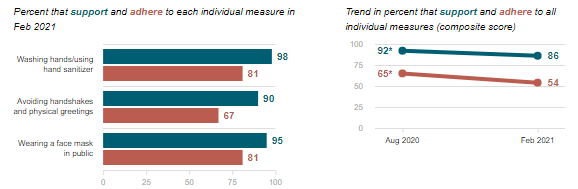 Percent that support and adhere to each individual measure in
Feb 2021
Washing hands/using
hand sanitizer
98
81
Avoiding handshakes
and physical greetings
90
67
Wearing a face mask
in public
95
81
0 25 50 75 100
Trend in percent that support and adhere to all
individual measures (composite score)
100
75
50
25
0
92*
86
65*
54
Aug 2020
Feb 2021